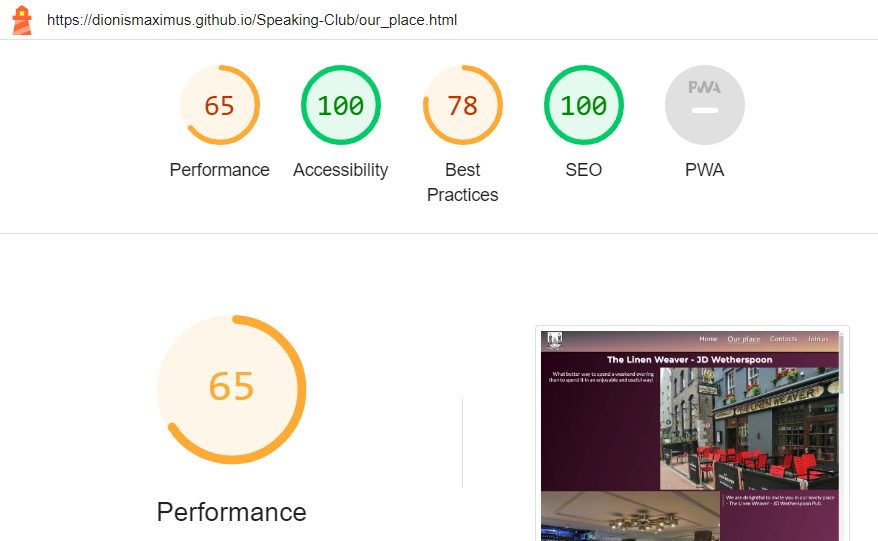 https://dionismaximus.github.io/Speaking-Club/our_place.html
65
100
78
100
PWA
Performance
Accessibility
Best
Practices
SEO
PWA
65
Performance
Home Our place Contacts Join us
The Linen Weaver - JD Wetherspoon
What better way to spend a weekend evening
than to spend it in an enjoyable and useful way!
THE LINEN WEAVER
We are delighted to invite you in our lovely place
- The Linen Weaver - JD Wetherspoon Pub.